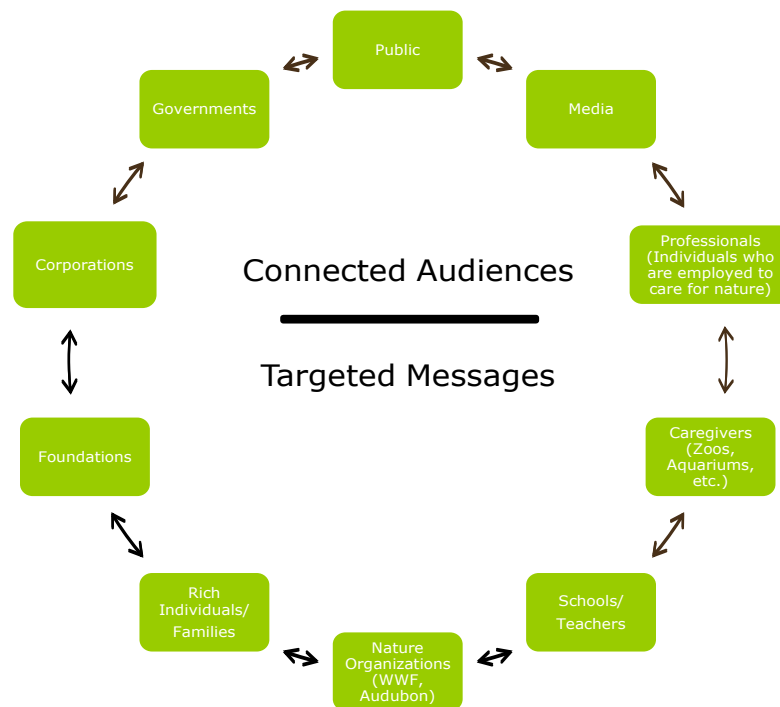 Public
Governments
Media
Corporations
Professionals
(Individuals who
are employed to
care for nature)
Connected Audiences
Targeted Messages
Foundations
Caregivers
(Zoos,
Aquariums,
etc.)
Rich
Individuals/
Families
Schools/
Teachers
Nature
Organizations
(WWF,
Audubon)